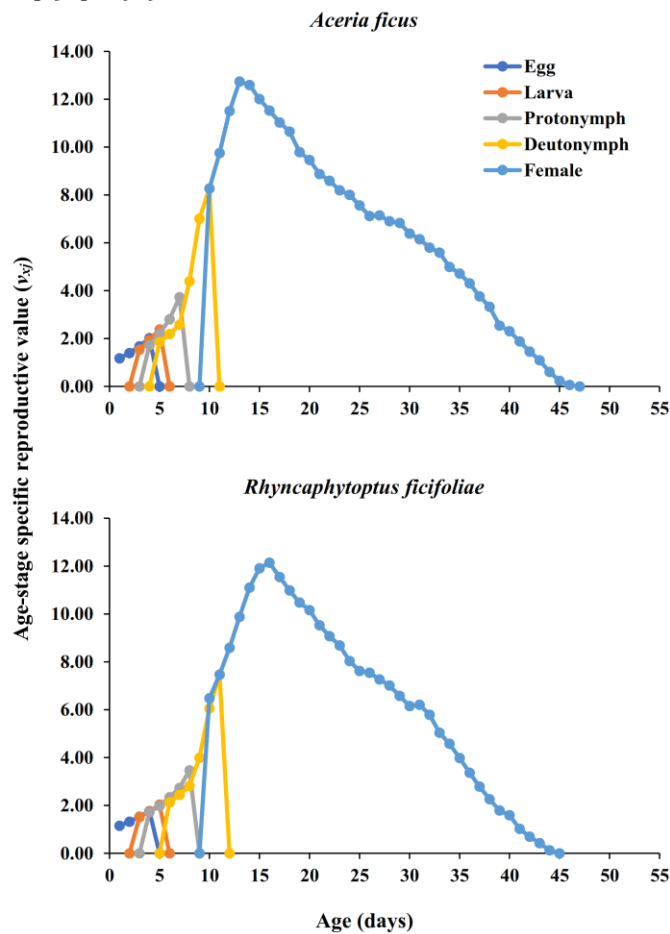 Aceria ficus
14.00
12.00
10.00
8.00
6.00
4.00
2.00
0.00
0 5 10 15 20 25 30 35 40 45 50 55
Egg
Larva
Protonymph
Deutonymph
Female
Age-stage specific reproductive value (vxj)
Rhyncaphytoptus ficifoliae
14.00
12.00
10.00
8.00
6.00
4.00
2.00
0.00
0 5 10 15 20 25 30 35 40 45 50 55
Age (days)